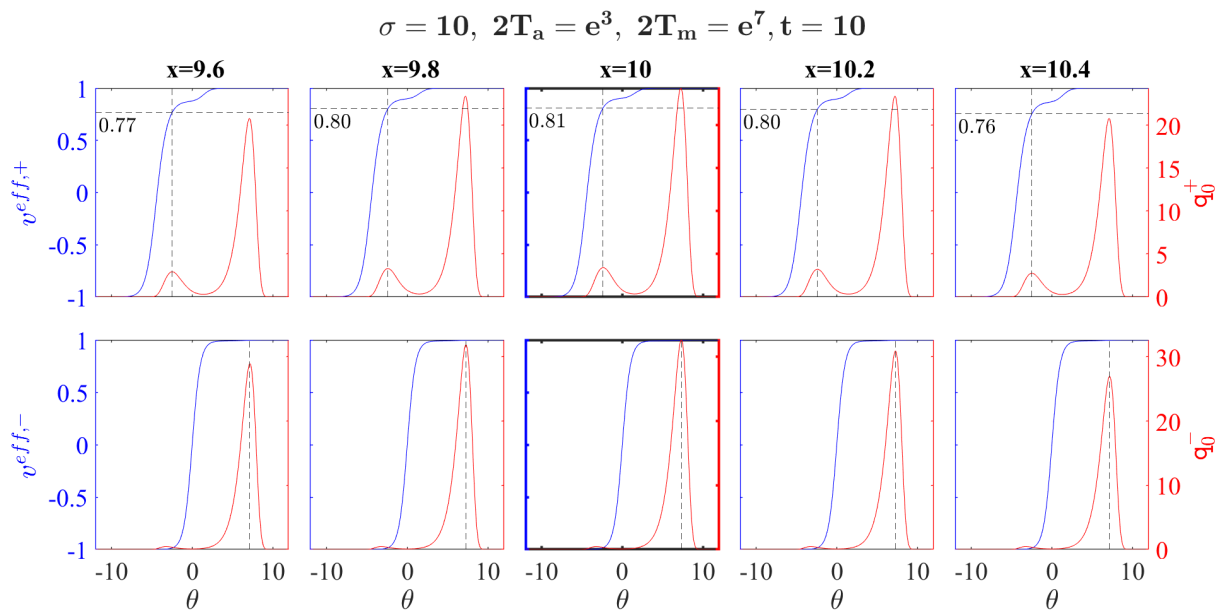 σ = 10, 2T_a = e^3, 2T_m = e^7, t = 10
x=9.6 x=9.8 x=10 x=10.2 x=10.4
1 0.5 0 -0.5 -1
v^{eff,+}
0.77 0.80 0.81 0.80 0.76
20 15 10 5 0
q_0^+
1 0.5 0 -0.5 -1
v^{eff,-}
30 20 10 0
q_0^-
-10 0 10 -10 0 10 -10 0 10 -10 0 10 -10 0 10
θ θ θ θ θ